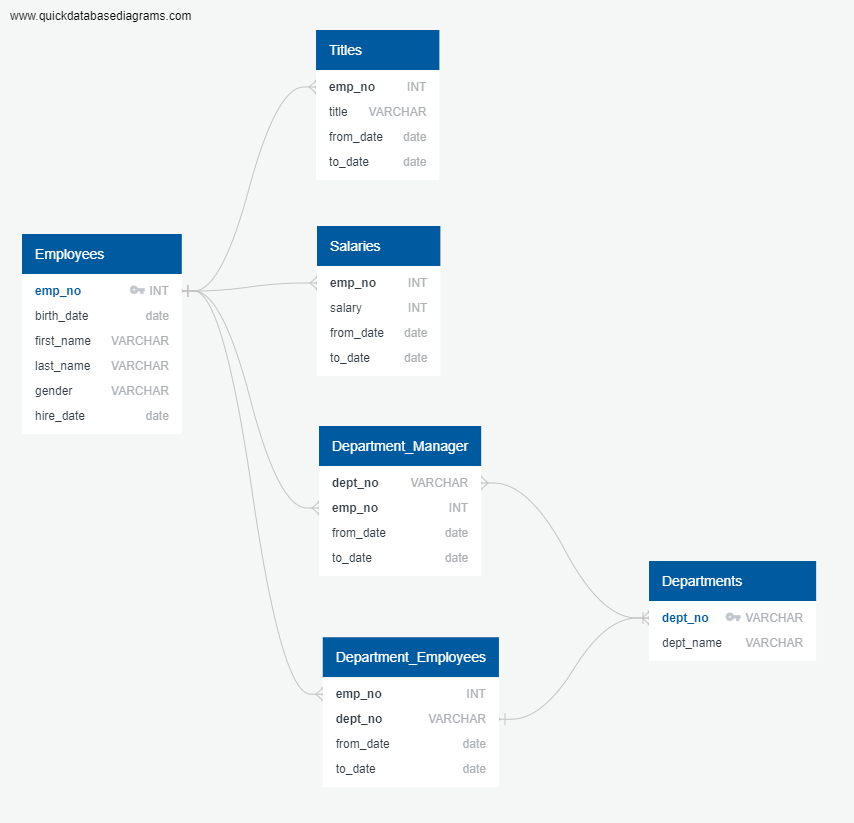 www.quickdatabasediagrams.com
Titles
emp_no INT
title VARCHAR
from_date date
to_date date
Employees
emp_no INT
birth_date date
first_name VARCHAR
last_name VARCHAR
gender VARCHAR
hire_date date
Salaries
emp_no INT
salary INT
from_date date
to_date date
Department_Manager
dept_no VARCHAR
emp_no INT
from_date date
to_date date
Departments
dept_no VARCHAR
dept_name VARCHAR
Department_Employees
emp_no INT
dept_no VARCHAR
from_date date
to_date date